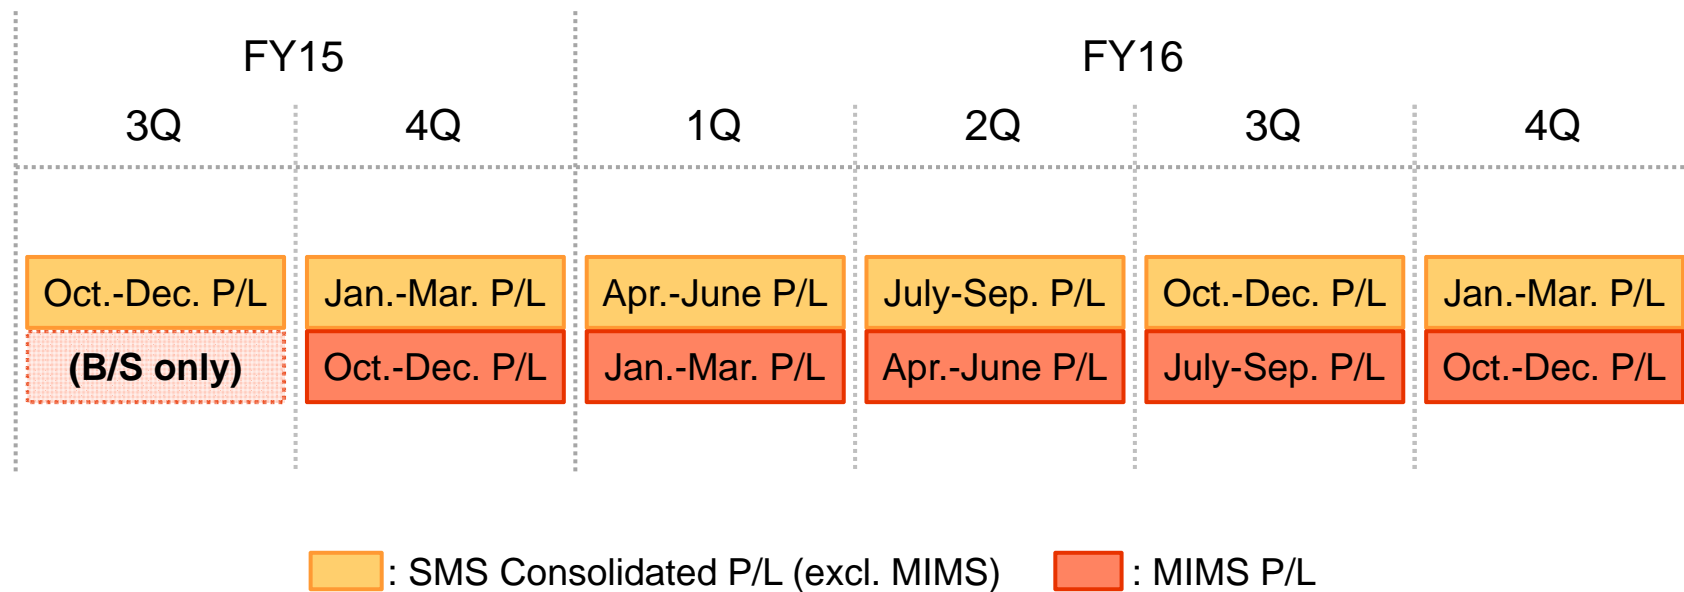 FY15 FY16
3Q 4Q 1Q 2Q 3Q 4Q
Oct.-Dec. P/L Jan.-Mar. P/L Apr.-June P/L July-Sep. P/L Oct.-Dec. P/L Jan.-Mar. P/L
(B/S only) Oct.-Dec. P/L Jan.-Mar. P/L Apr.-June P/L July-Sep. P/L Oct.-Dec. P/L
: SMS Consolidated P/L (excl. MIMS) : MIMS P/L